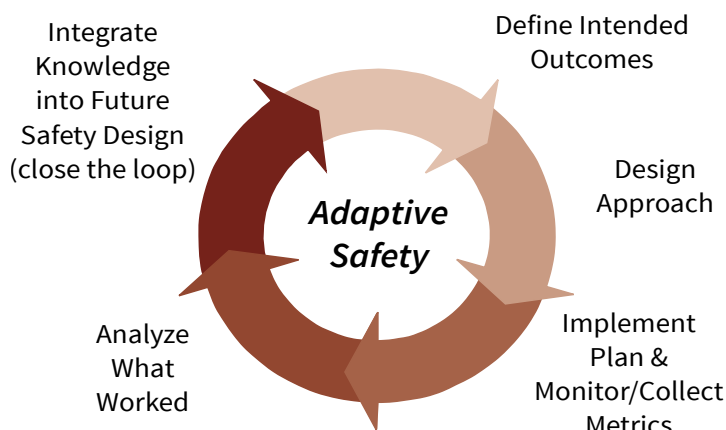 Integrate
Knowledge
into Future
Safety Design
(close the loop)
Define Intended
Outcomes
Design
Approach
Adaptive
Safety
Implement
Plan &
Monitor/Collect
Metrics
Analyze
What
Worked